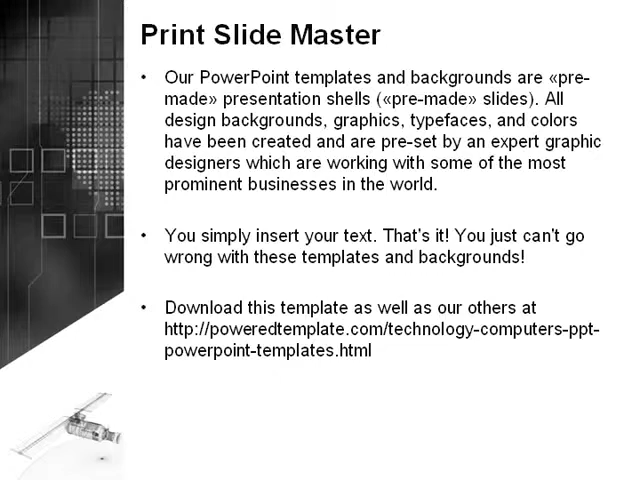 Print Slide Master
• Our PowerPoint templates and backgrounds are «pre-
made» presentation shells («pre-made» slides). All
design backgrounds, graphics, typefaces, and colors
have been created and are pre-set by an expert graphic
designers which are working with some of the most
prominent businesses in the world.
• You simply insert your text. That's it! You just can't go
wrong with these templates and backgrounds!
• Download this template as well as our others at
http://poweredtemplate.com/technology-computers-ppt-
powerpoint-templates.html